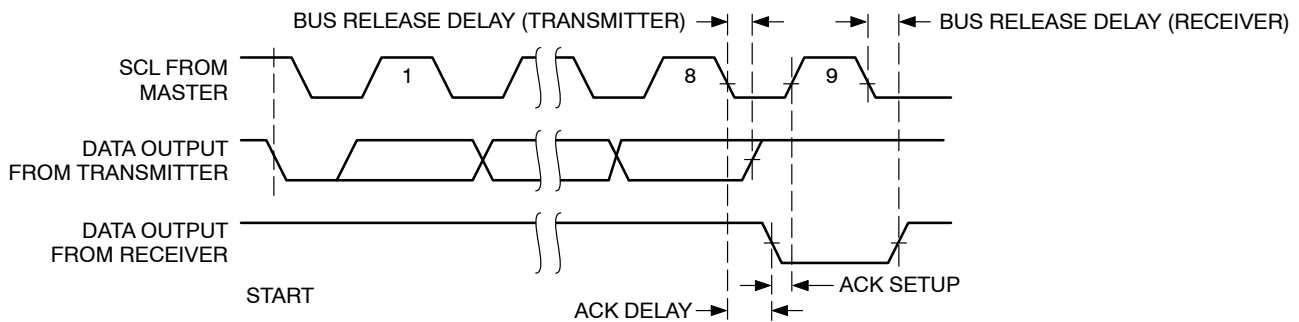 BUS RELEASE DELAY (TRANSMITTER)
BUS RELEASE DELAY (RECEIVER)
SCL FROM
MASTER
1
8
9
DATA OUTPUT
FROM TRANSMITTER
DATA OUTPUT
FROM RECEIVER
START
ACK SETUP
ACK DELAY